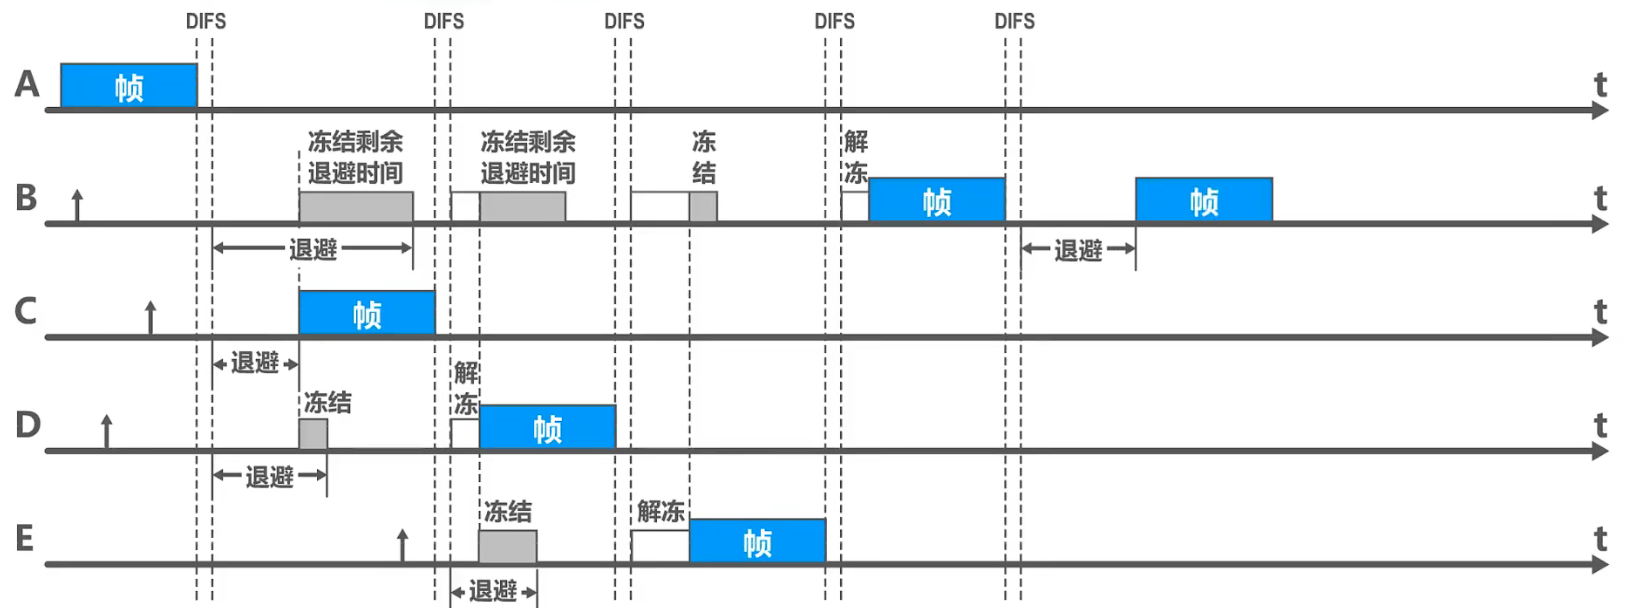 DIFS DIFS DIFS DIFS DIFS
A 帧 t
冻结剩余 冻结剩余 冻 解
退避时间 退避时间 结 冻
B 帧 帧 t
退避 退避
C 帧 t
退避 解
冻结 冻
D 帧 t
退避
冻结 解冻
E 帧 t
退避